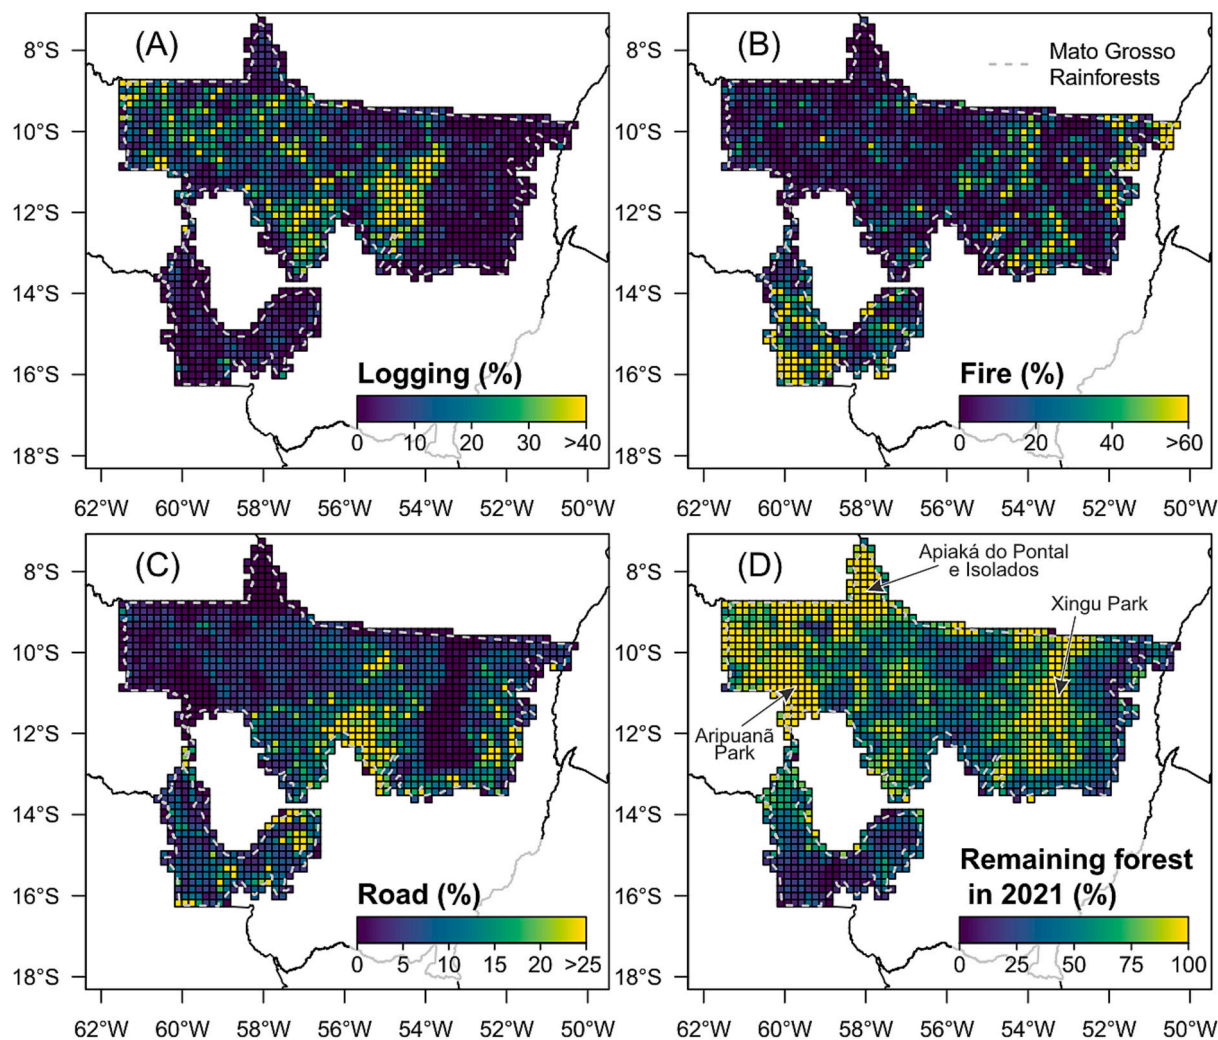 (A)
8°S
10°S
12°S
14°S
16°S
18°S
Logging (%)
0 10 20 30 >40
62°W 60°W 58°W 56°W 54°W 52°W 50°W
(B)
Mato Grosso
Rainforests
8°S
10°S
12°S
14°S
16°S
18°S
Fire (%)
0 20 40 >60
62°W 60°W 58°W 56°W 54°W 52°W 50°W
(C)
8°S
10°S
12°S
14°S
16°S
18°S
Road (%)
0 5 10 15 20 >25
62°W 60°W 58°W 56°W 54°W 52°W 50°W
(D)
Apiaká do Pontal
e Isolados
Xingu Park
Aripuanã
Park
8°S
10°S
12°S
14°S
16°S
18°S
Remaining forest
in 2021 (%)
0 25 50 75 100
62°W 60°W 58°W 56°W 54°W 52°W 50°W